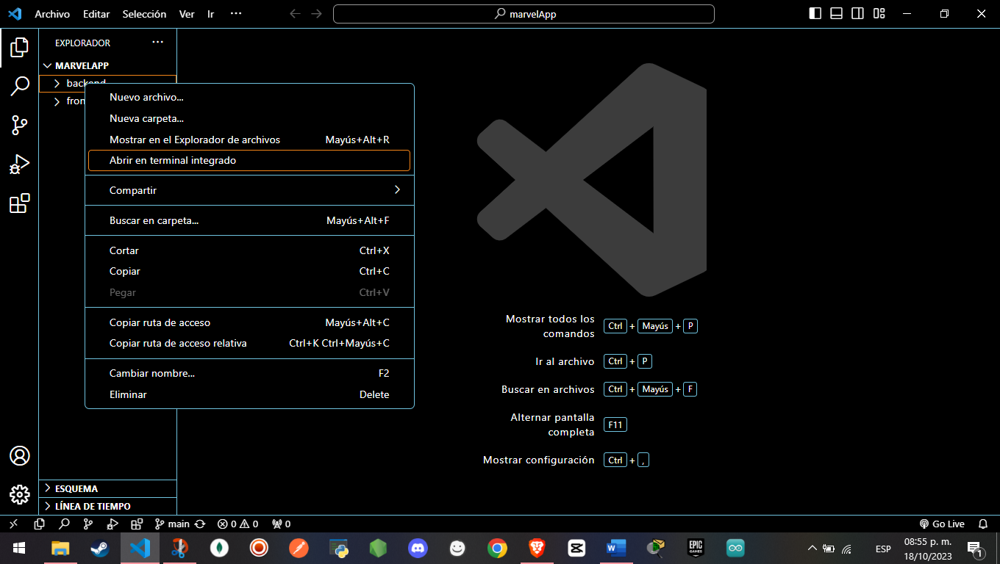 Archivo Editar Selección Ver Ir ··· marvelApp
EXPLORADOR ···
MARVELAPP
backend
fron
Nuevo archivo...
Nueva carpeta...
Mostrar en el Explorador de archivos Mayús+Alt+R
Abrir en terminal integrado
Compartir
Buscar en carpeta... Mayús+Alt+F
Cortar Ctrl+X
Copiar Ctrl+C
Pegar Ctrl+V
Copiar ruta de acceso Mayús+Alt+C
Copiar ruta de acceso relativa Ctrl+K Ctrl+Mayús+C
Cambiar nombre... F2
Eliminar Delete
Mostrar todos los
comandos Ctrl + Mayús + P
Ir al archivo Ctrl + P
Buscar en archivos Ctrl + Mayús + F
Alternar pantalla
completa F11
Mostrar configuración Ctrl + ,
ESQUEMA
LÍNEA DE TIEMPO
main 0 0 0 Go Live
EPIC
GAMES
ESP
08:55 p. m.
18/10/2023
1